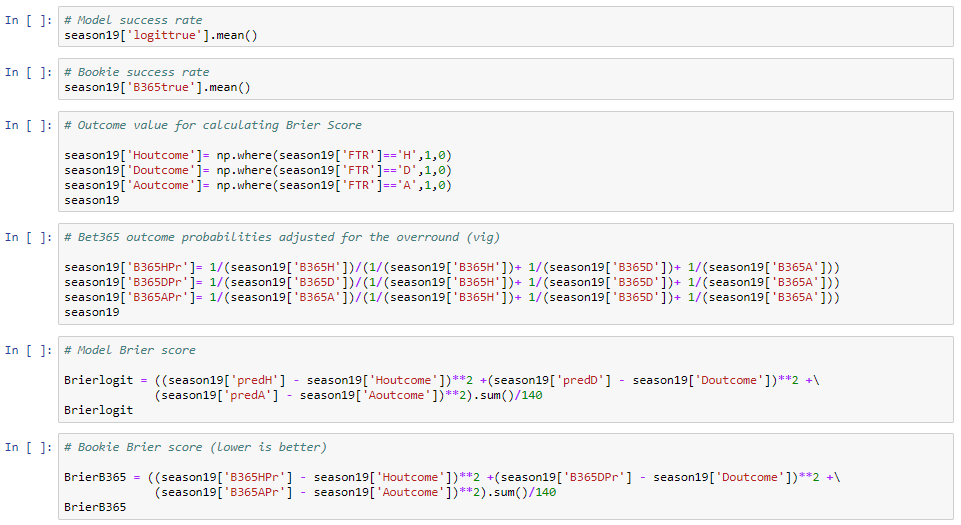 In [ ]: # Model success rate
season19['logittrue'].mean()
In [ ]: # Bookie success rate
season19['B365true'].mean()
In [ ]: # Outcome value for calculating Brier Score
season19['Houtcome']= np.where(season19['FTR']=='H',1,0)
season19['Doutcome']= np.where(season19['FTR']=='D',1,0)
season19['Aoutcome']= np.where(season19['FTR']=='A',1,0)
season19
In [ ]: # Bet365 outcome probabilities adjusted for the overround (vig)
season19['B365HPr']= 1/(season19['B365H'])/(1/(season19['B365H'])+ 1/(season19['B365D'])+ 1/(season19['B365A']))
season19['B365DPr']= 1/(season19['B365D'])/(1/(season19['B365H'])+ 1/(season19['B365D'])+ 1/(season19['B365A']))
season19['B365APr']= 1/(season19['B365A'])/(1/(season19['B365H'])+ 1/(season19['B365D'])+ 1/(season19['B365A']))
season19
In [ ]: # Model Brier score
Brierlogit = ((season19['predH'] - season19['Houtcome'])**2 +(season19['predD'] - season19['Doutcome'])**2 +\
(season19['predA'] - season19['Aoutcome'])**2).sum()/140
Brierlogit
In [ ]: # Bookie Brier score (lower is better)
BrierB365 = ((season19['B365HPr'] - season19['Houtcome'])**2 +(season19['B365DPr'] - season19['Doutcome'])**2 +\
(season19['B365APr'] - season19['Aoutcome'])**2).sum()/140
BrierB365